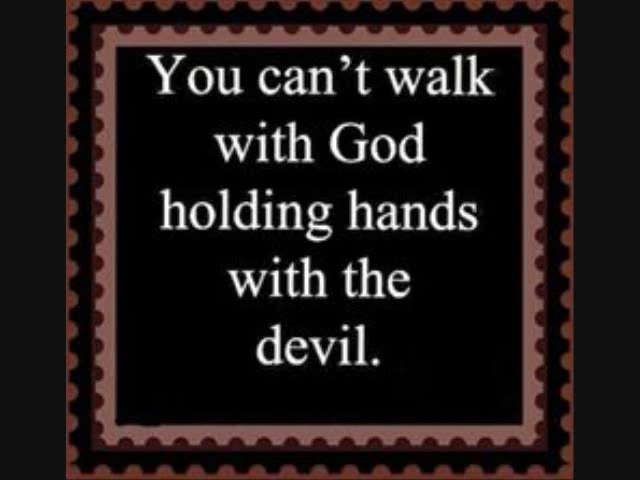 You can’t walk
with God
holding hands
with the
devil.